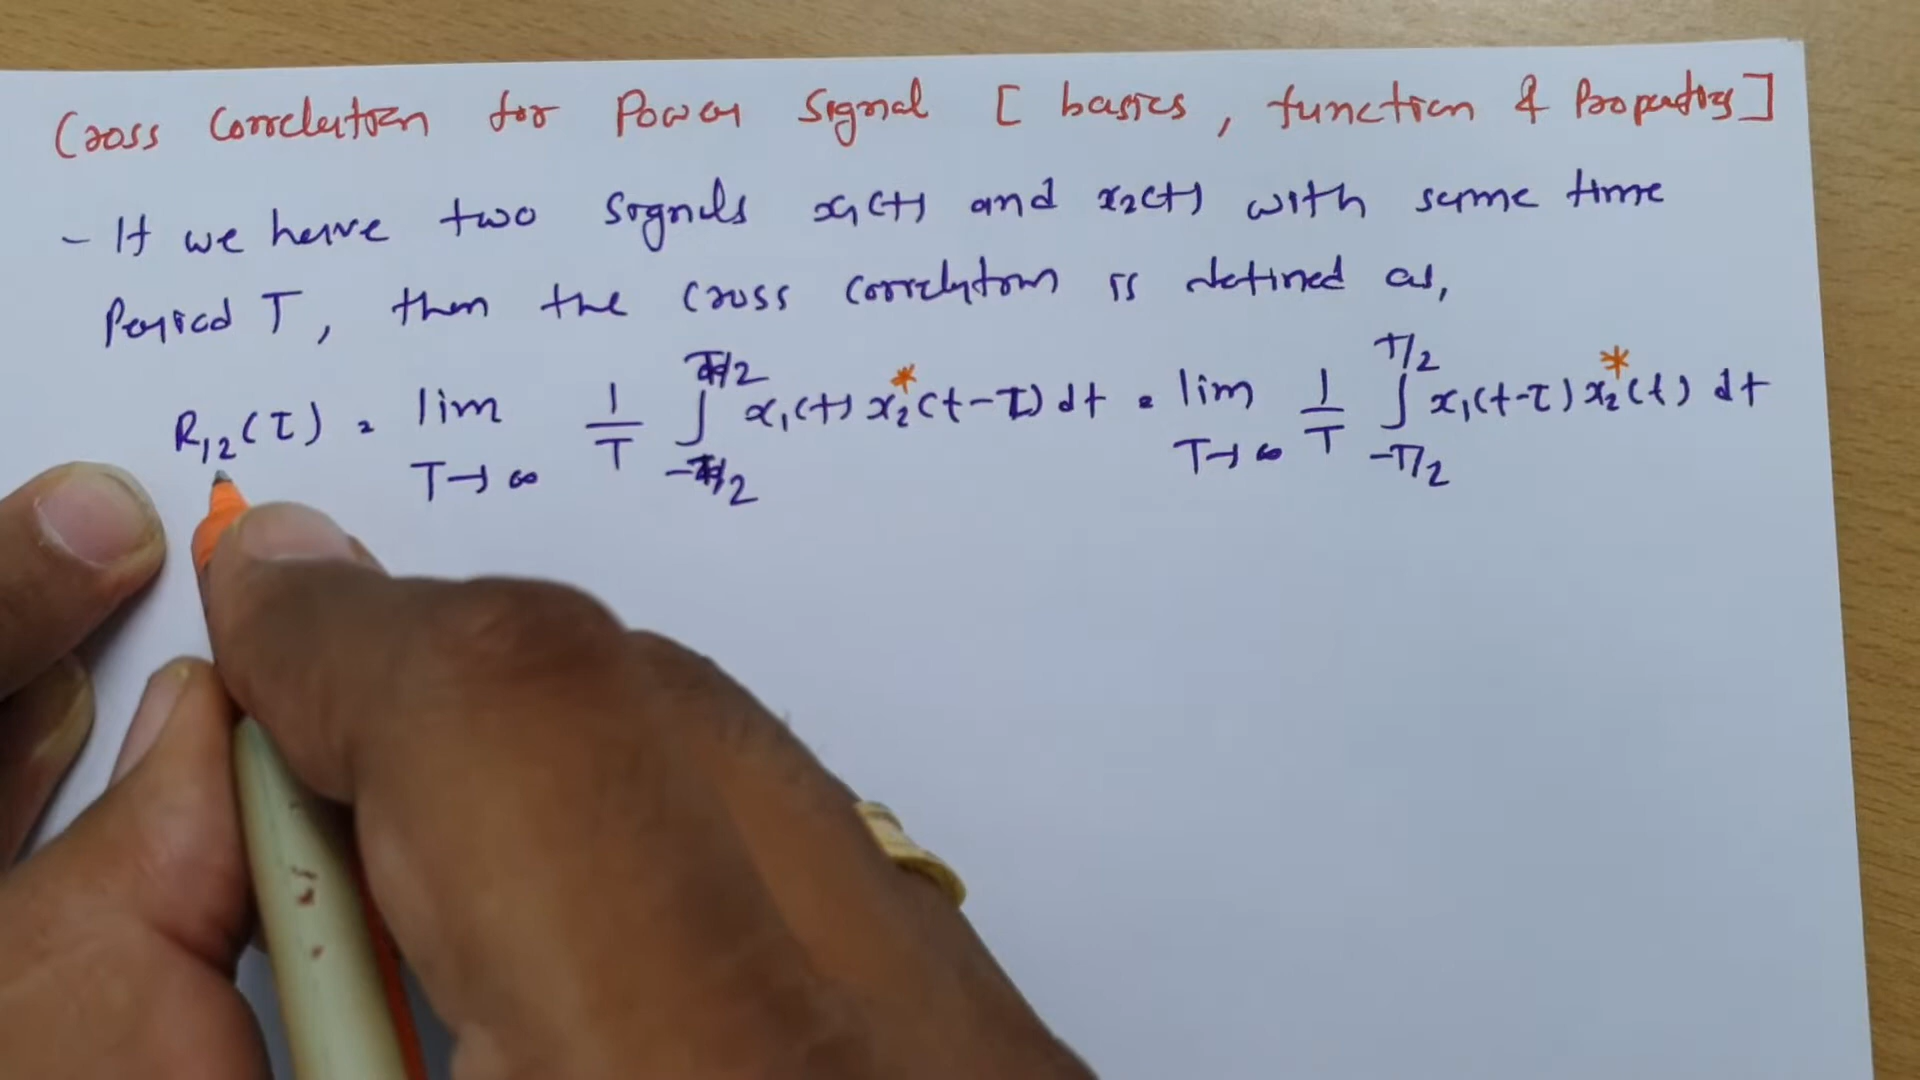 Cross Correlation for Power Signal [ basics , function & Properties ]
- If we have two signals x₁(t) and x₂(t) with same time
Period T , then the cross correlation is defined as,
R₁₂(τ) = lim T→∞ 1/T ∫_{-T/2}^{T/2} x₁(t) x₂*(t-τ) dt = lim T→∞ 1/T ∫_{-T/2}^{T/2} x₁(t-τ) x₂*(t) dt